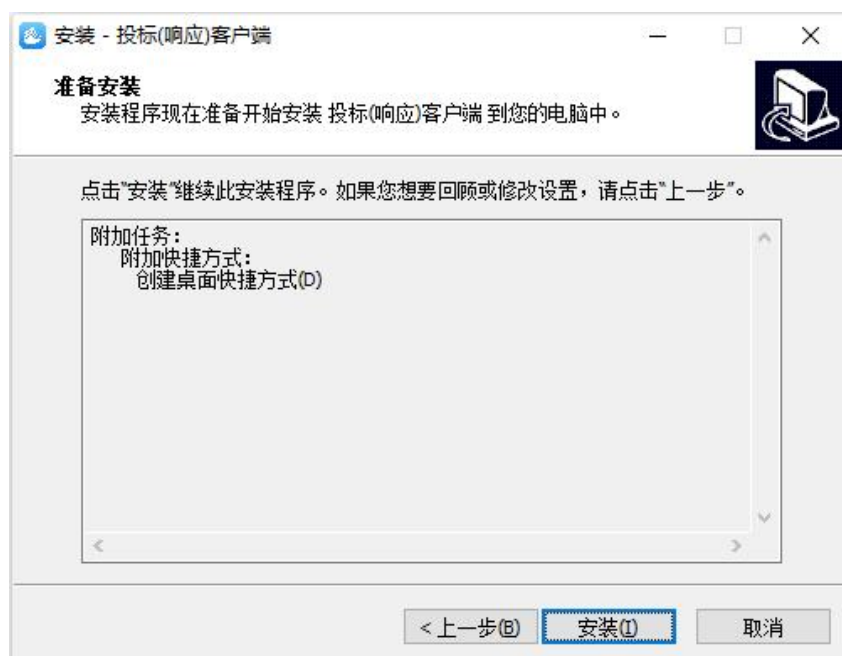 安装 - 投标(响应)客户端
准备安装
安装程序现在准备开始安装 投标(响应)客户端 到您的电脑中。
点击“安装”继续此安装程序。如果您想要回顾或修改设置，请点击“上一步”。
附加任务：
附加快捷方式：
创建桌面快捷方式(D)
< 上一步(B)
安装(I)
取消